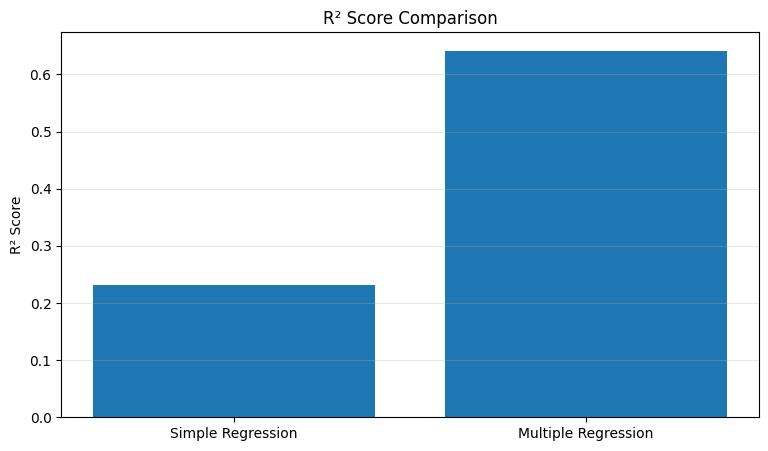 R² Score Comparison
R² Score
0.6
0.5
0.4
0.3
0.2
0.1
0.0
Simple Regression
Multiple Regression